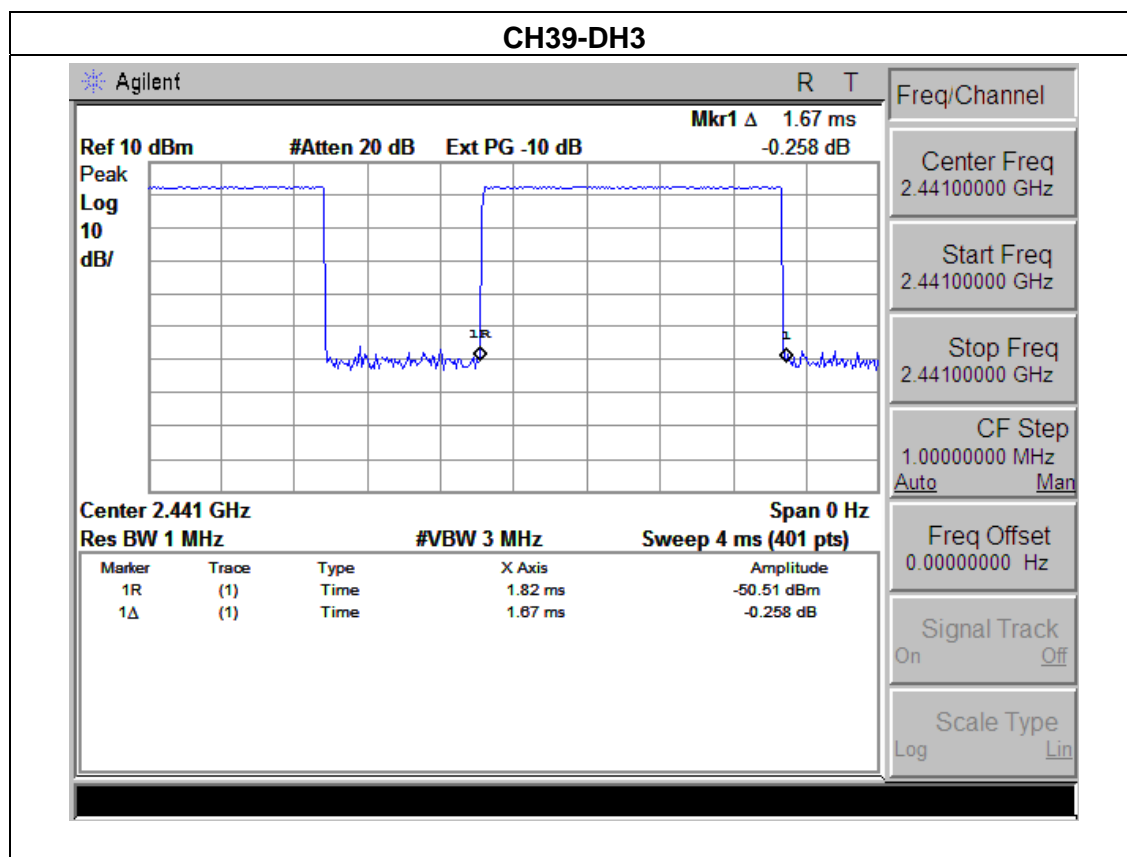 CH39-DH3
Agilent R T
Mkr1 Δ 1.67 ms
Ref 10 dBm #Atten 20 dB Ext PG -10 dB -0.258 dB
Peak
Log
10
dB/
1R
1
Center 2.441 GHz Span 0 Hz
Res BW 1 MHz #VBW 3 MHz Sweep 4 ms (401 pts)
Marker Trace Type X Axis Amplitude
1R (1) Time 1.82 ms -50.51 dBm
1Δ (1) Time 1.67 ms -0.258 dB
Freq/Channel
Center Freq
2.44100000 GHz
Start Freq
2.44100000 GHz
Stop Freq
2.44100000 GHz
CF Step
1.00000000 MHz
Auto Man
Freq Offset
0.00000000 Hz
Signal Track
On Off
Scale Type
Log Lin